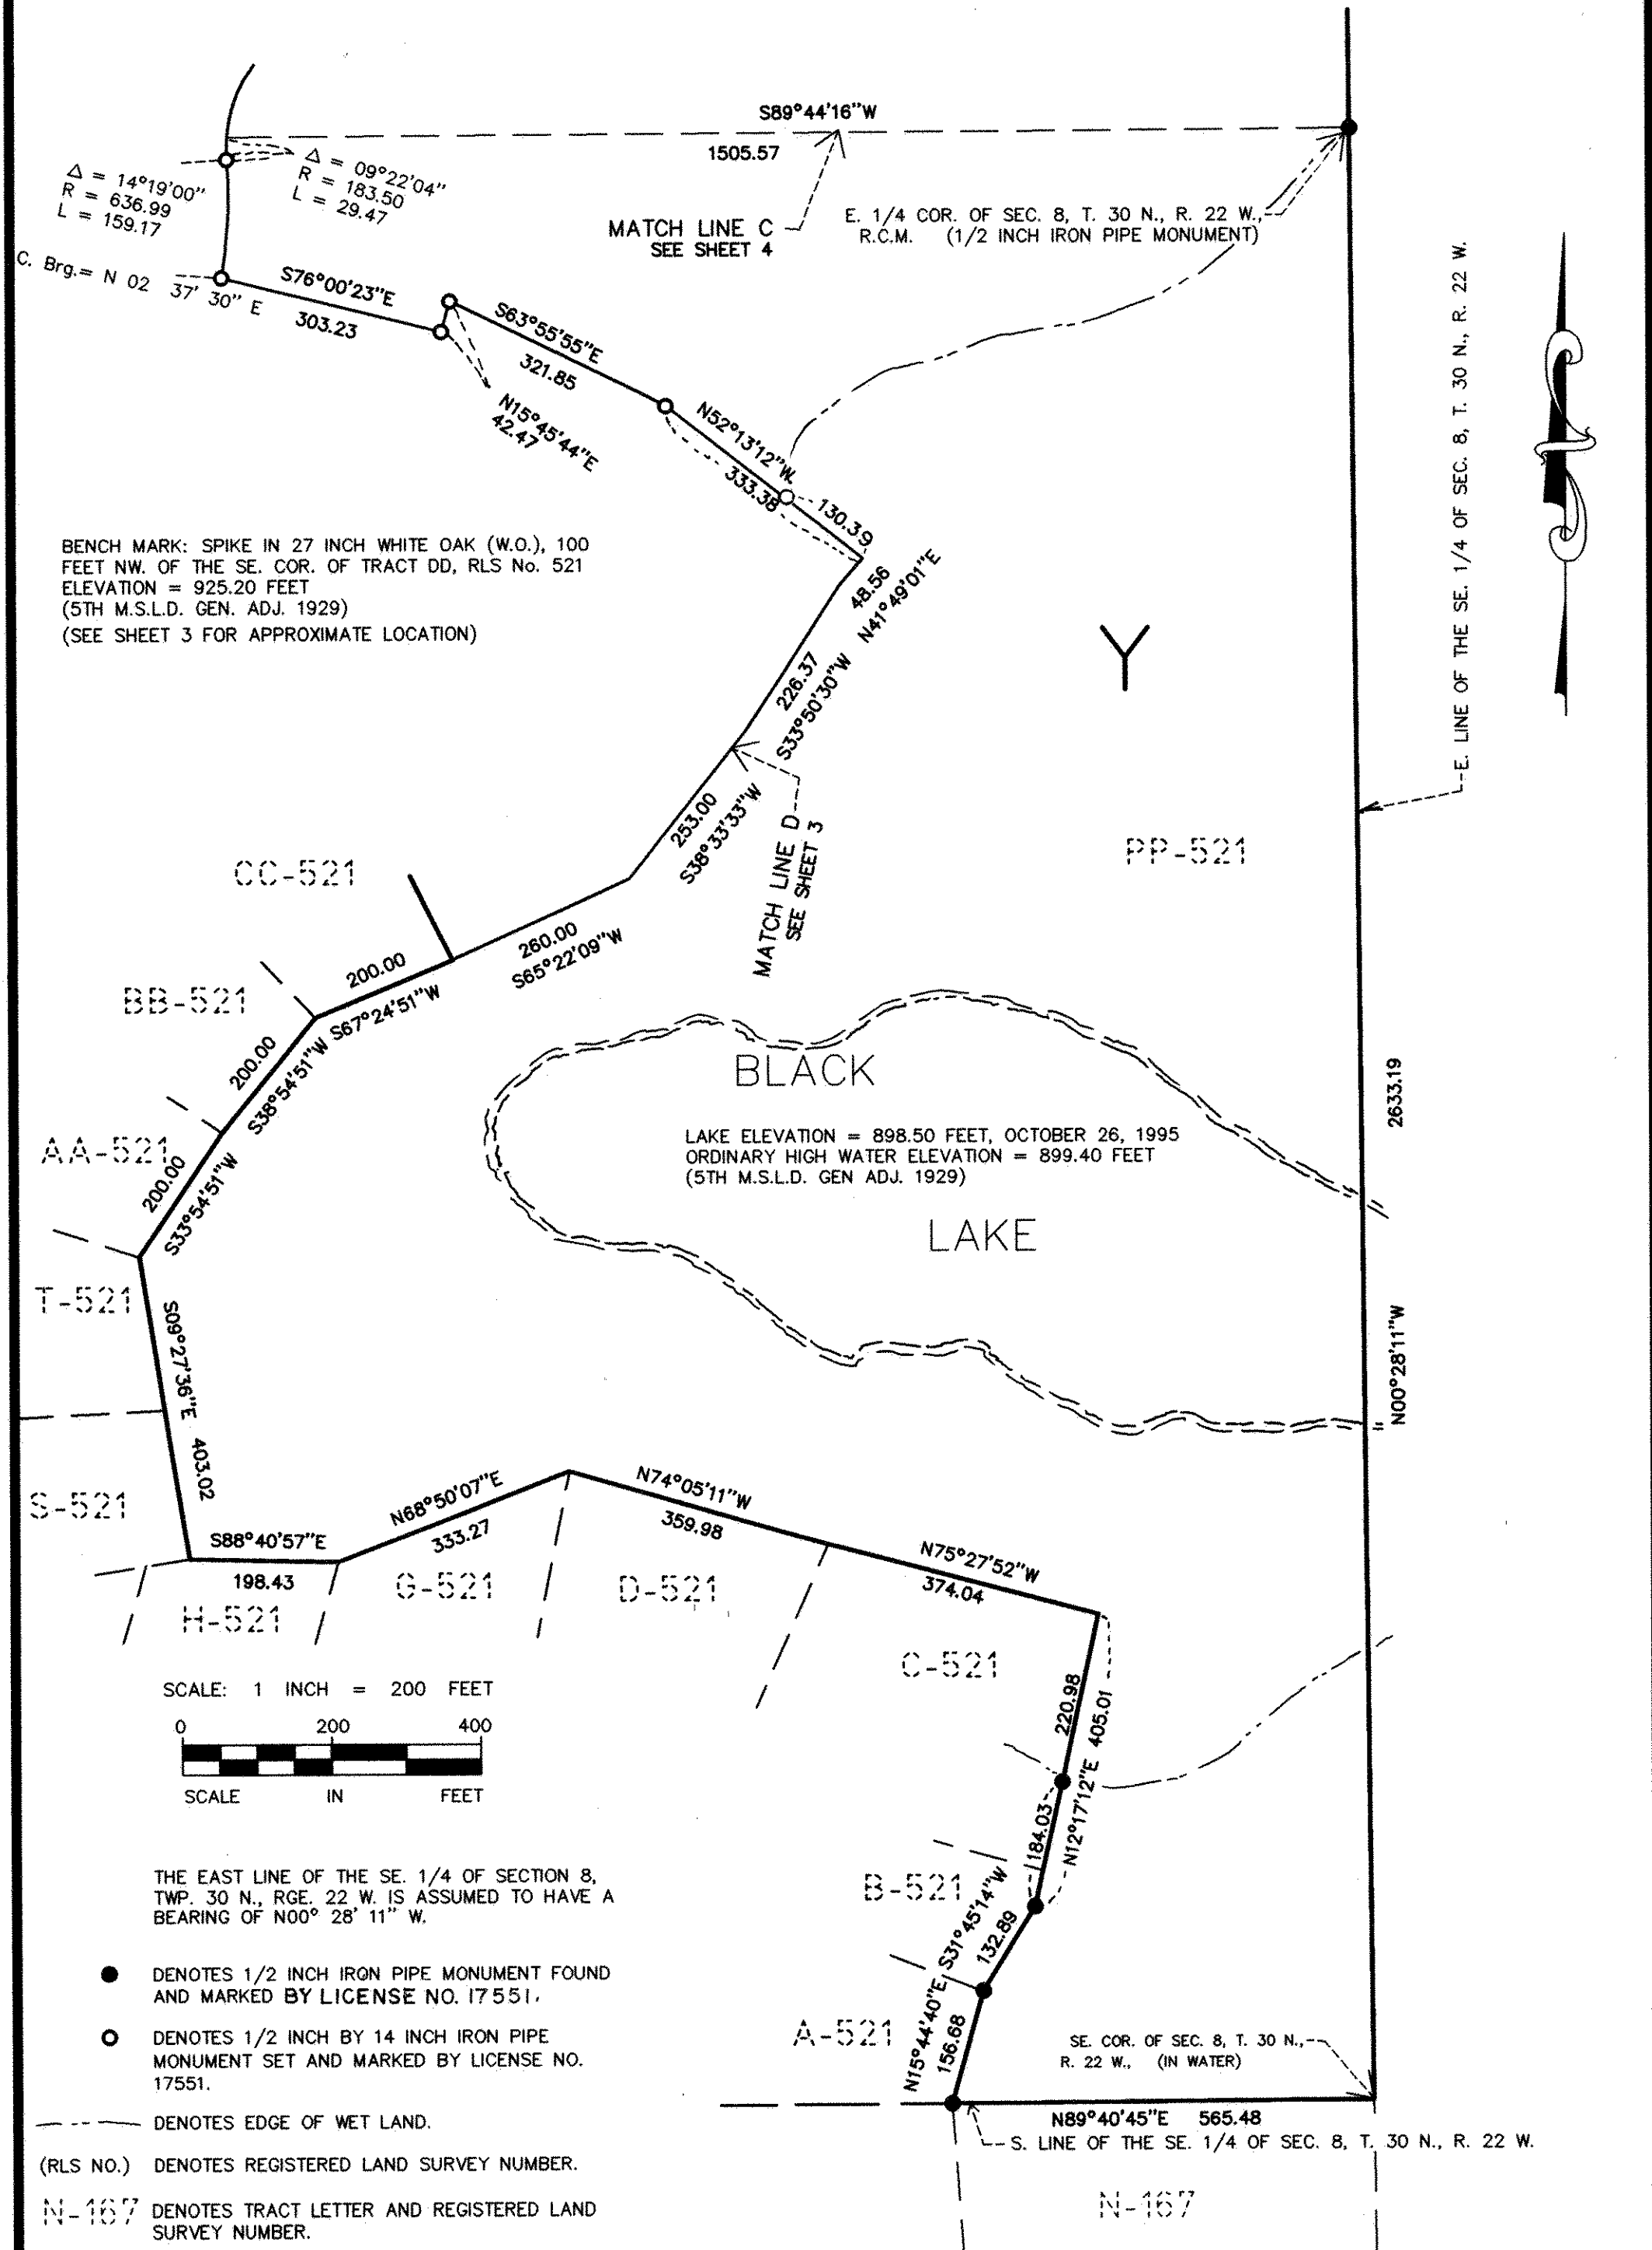 S89°44'16"W
1505.57
Δ = 14°19'00"
R = 636.99
L = 159.17
Δ = 09°22'04"
R = 183.50
L = 29.47
MATCH LINE C
SEE SHEET 4
E. 1/4 COR. OF SEC. 8, T. 30 N., R. 22 W.,
R.C.M. (1/2 INCH IRON PIPE MONUMENT)
C. Brg.= N 02 37' 30" E
S76°00'23"E
303.23
S63°55'55"E
321.85
N15°45'44"E
42.47
N52°13'12"W.
333.38
130.39
E. LINE OF THE SE. 1/4 OF SEC. 8, T. 30 N., R. 22 W.
BENCH MARK: SPIKE IN 27 INCH WHITE OAK (W.O.), 100
FEET NW. OF THE SE. COR. OF TRACT DD, RLS No. 521
ELEVATION = 925.20 FEET
(5TH M.S.L.D. GEN. ADJ. 1929)
(SEE SHEET 3 FOR APPROXIMATE LOCATION)
48.56
N41°49'01"E
Y
226.37
S33°50'30"W
253.00
S38°33'33"W
MATCH LINE D
SEE SHEET 3
PP-521
CC-521
260.00
S65°22'09"W
200.00
S67°24'51"W
BB-521
200.00
S38°54'51"W
AA-521
200.00
S33°54'51"W
BLACK
LAKE ELEVATION = 898.50 FEET, OCTOBER 26, 1995
ORDINARY HIGH WATER ELEVATION = 899.40 FEET
(5TH M.S.L.D. GEN ADJ. 1929)
LAKE
2633.19
N00°28'11"W
T-521
S09°27'36"E 403.02
S-521
S88°40'57"E
198.43
H-521
N68°50'07"E
333.27
G-521
N74°05'11"W
359.98
D-521
N75°27'52"W
374.04
C-521
220.98
405.01
N12°17'12"E
184.03
B-521
S31°45'14"W
132.89
A-521
N15°44'40"E
156.68
SCALE: 1 INCH = 200 FEET
0 200 400
SCALE IN FEET
THE EAST LINE OF THE SE. 1/4 OF SECTION 8,
TWP. 30 N., RGE. 22 W. IS ASSUMED TO HAVE A
BEARING OF N00° 28' 11" W.
DENOTES 1/2 INCH IRON PIPE MONUMENT FOUND
AND MARKED BY LICENSE NO. 17551.
DENOTES 1/2 INCH BY 14 INCH IRON PIPE
MONUMENT SET AND MARKED BY LICENSE NO.
17551.
DENOTES EDGE OF WET LAND.
(RLS NO.) DENOTES REGISTERED LAND SURVEY NUMBER.
N-167 DENOTES TRACT LETTER AND REGISTERED LAND
SURVEY NUMBER.
SE. COR. OF SEC. 8, T. 30 N.,
R. 22 W., (IN WATER)
N89°40'45"E 565.48
S. LINE OF THE SE. 1/4 OF SEC. 8, T. 30 N., R. 22 W.
N-167